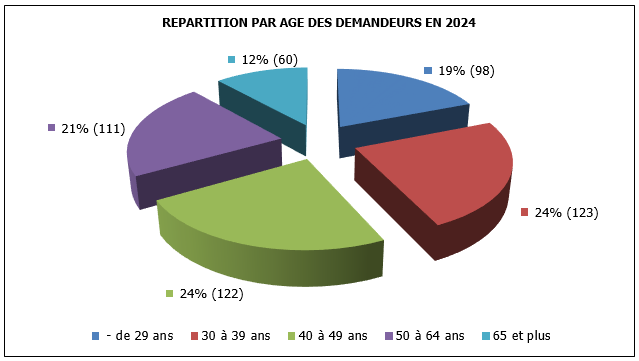 REPARTITION PAR AGE DES DEMANDEURS EN 2024
12% (60)
19% (98)
21% (111)
24% (123)
24% (122)
- de 29 ans 30 à 39 ans 40 à 49 ans 50 à 64 ans 65 et plus